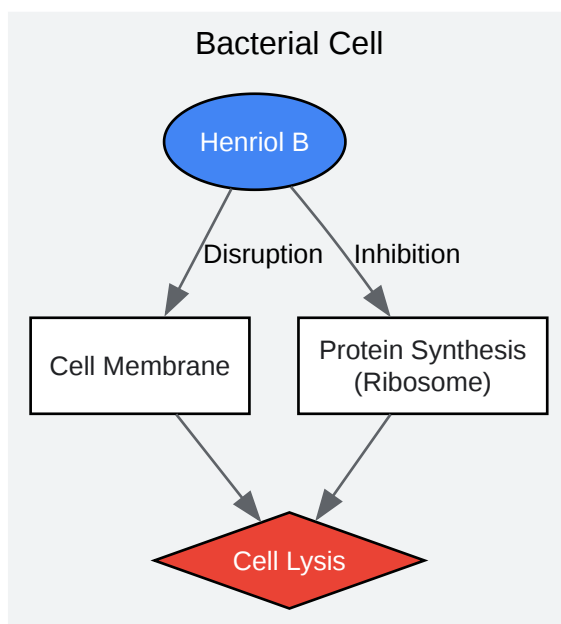 Bacterial Cell
Henriol B
Disruption
Inhibition
Cell Membrane
Protein Synthesis
(Ribosome)
Cell Lysis